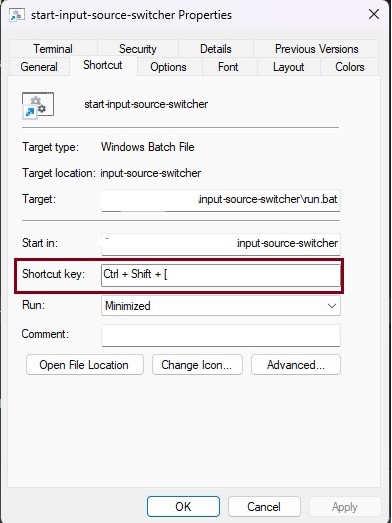 start-input-source-switcher Properties
Terminal Security Details Previous Versions
General Shortcut Options Font Layout Colors
start-input-source-switcher
Target type: Windows Batch File
Target location: input-source-switcher
Target: \input-source-switcher\run.bat
Start in: input-source-switcher
Shortcut key: Ctrl + Shift + [
Run: Minimized
Comment:
Open File Location Change Icon... Advanced...
OK Cancel Apply